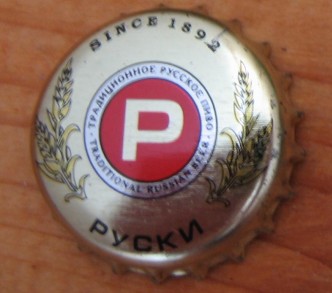 SINCE 1892
ТРАДИЦИОННОЕ РУССКОЕ ПИВО
Р
TRADITIONAL RUSSIAN BEER
РУСКИ